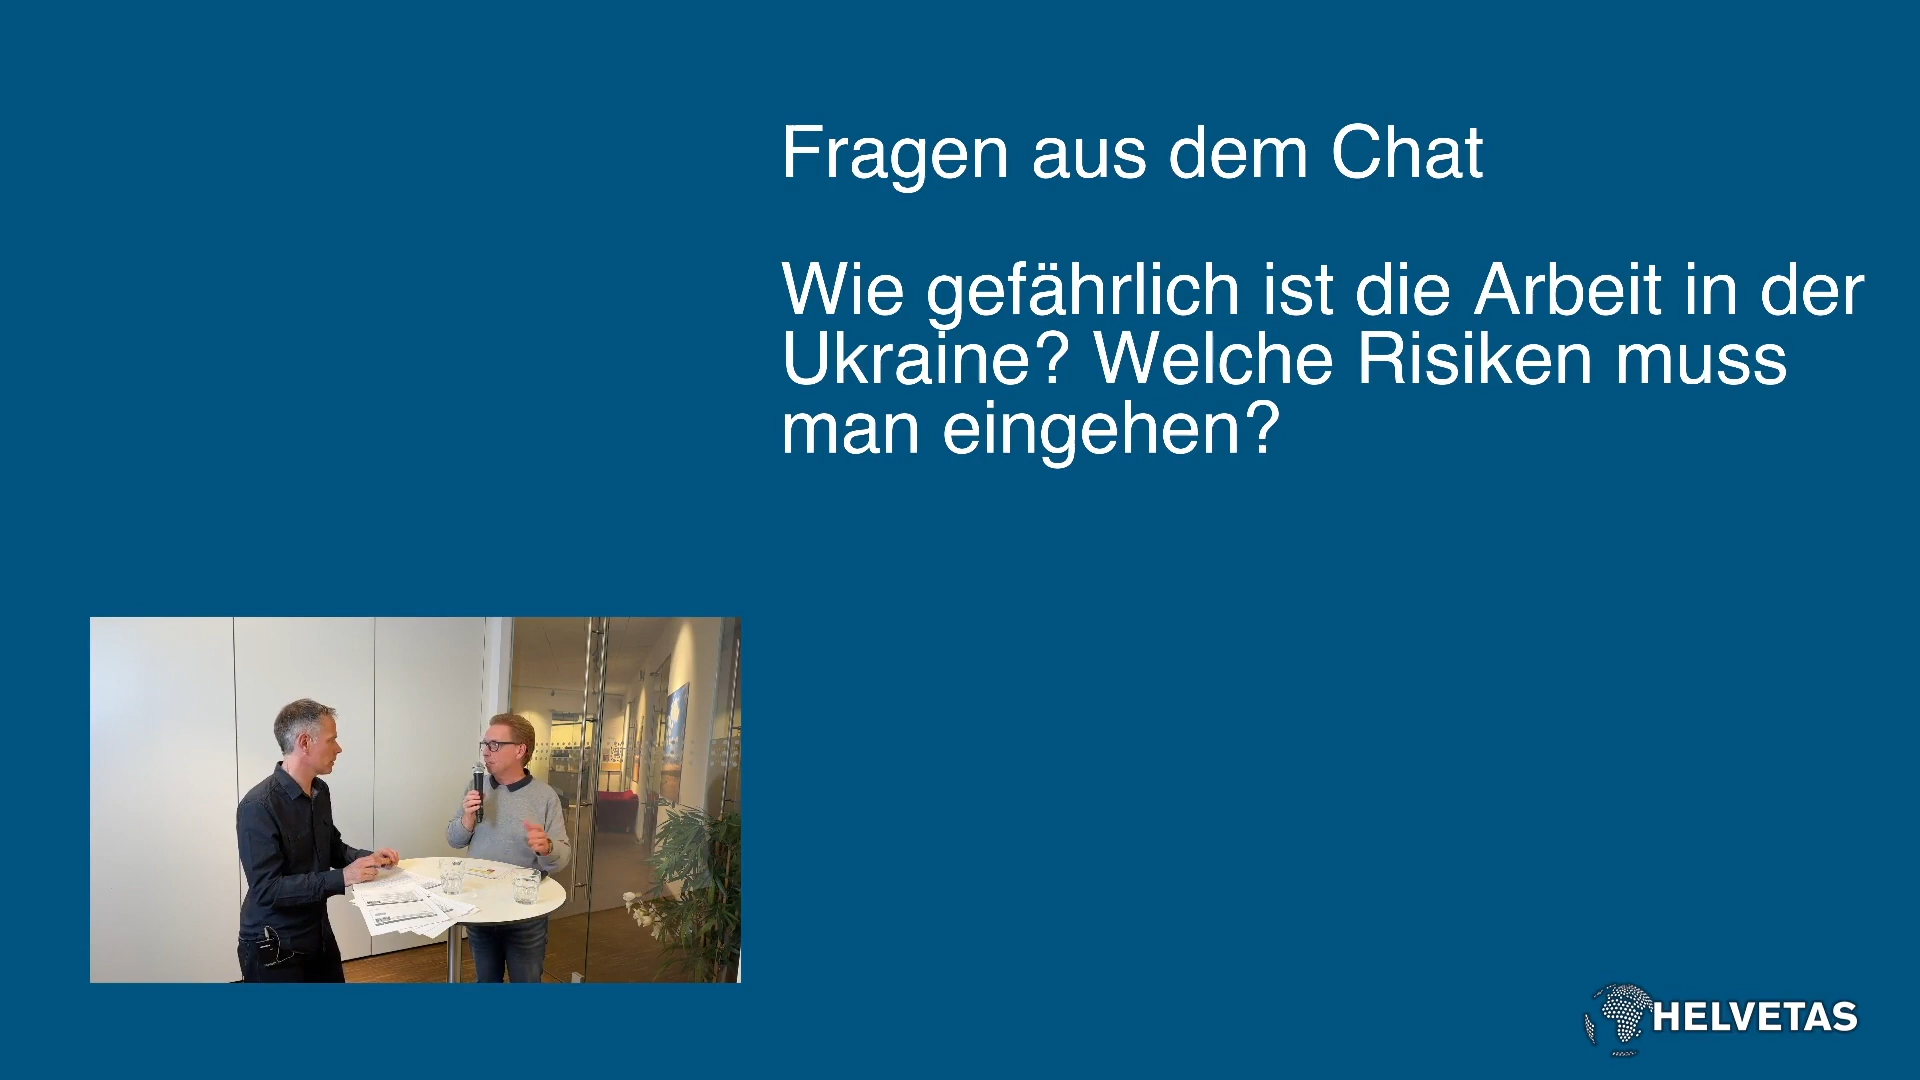 Fragen aus dem Chat
Wie gefährlich ist die Arbeit in der
Ukraine? Welche Risiken muss
man eingehen?
HELVETAS